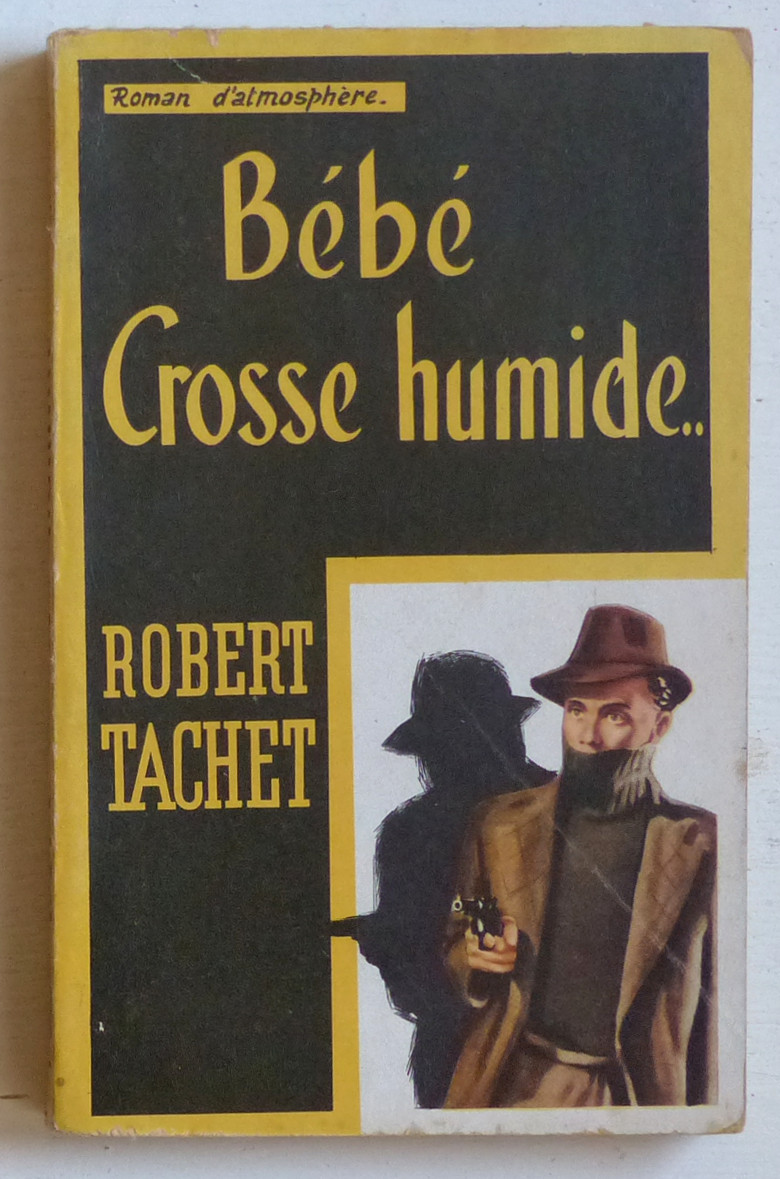 Roman d'atmosphère.
Bébé
Crosse humide..
ROBERT
TACHET